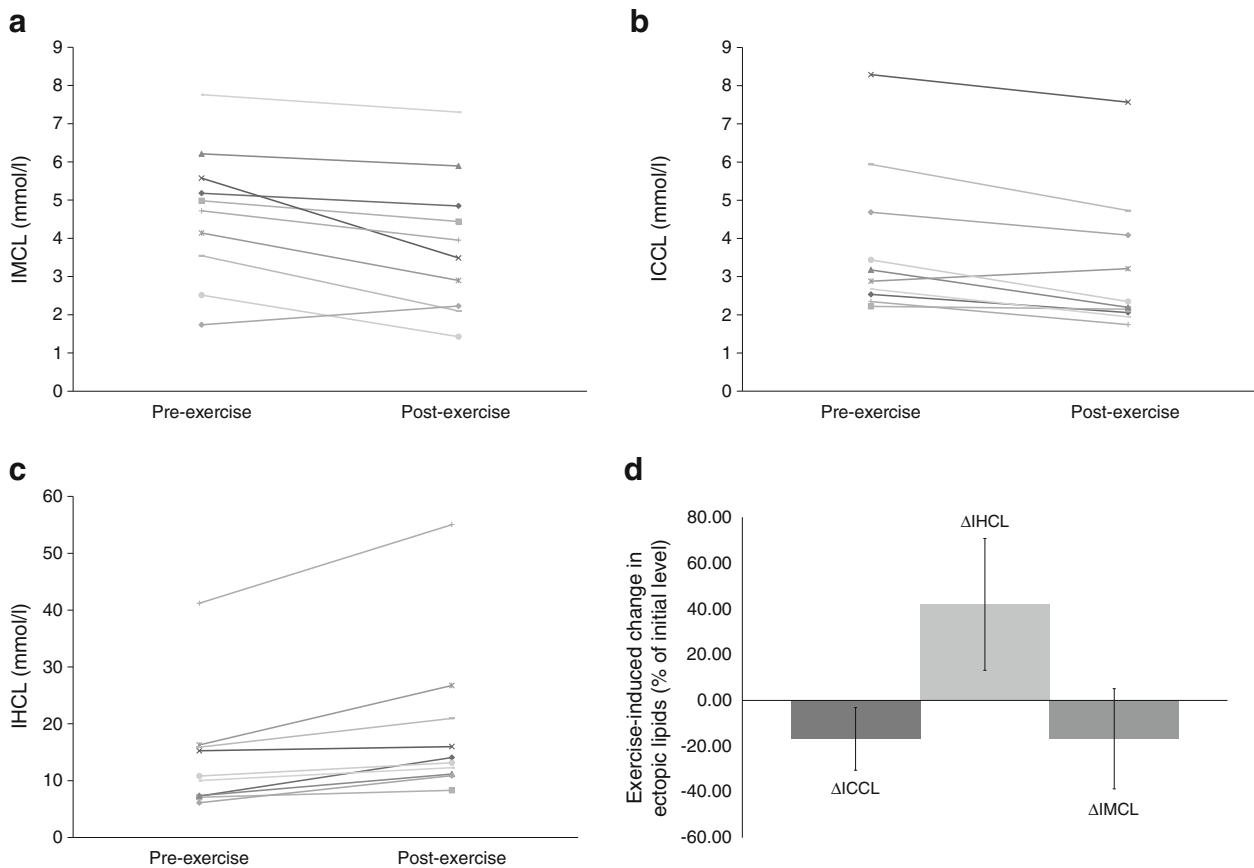 a
9
8
7
6
5
4
3
2
1
0
IMCL (mmol/l)
Pre-exercise
Post-exercise
b
9
8
7
6
5
4
3
2
1
0
ICCL (mmol/l)
Pre-exercise
Post-exercise
c
60
50
40
30
20
10
0
IHCL (mmol/l)
Pre-exercise
Post-exercise
d
80.00
60.00
40.00
20.00
0.00
-20.00
-40.00
-60.00
Exercise-induced change in
ectopic lipids (% of initial level)
ΔIHCL
ΔICCL
ΔIMCL